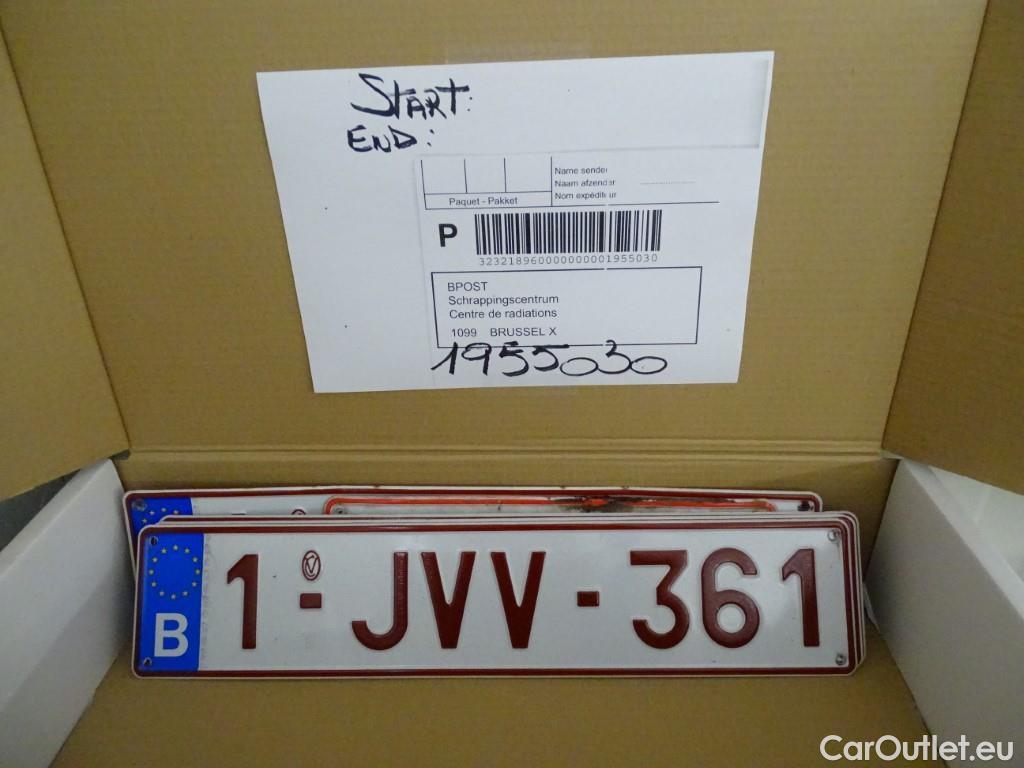 START:
END:
Name sender
Naam afzender
Nom expéditeur
Paquet - Pakket
P
323218960000000001955030
BPOST
Schrappingscentrum
Centre de radiations
1099 BRUSSEL X
1955030
B 1-JVV-361
CarOutlet.eu